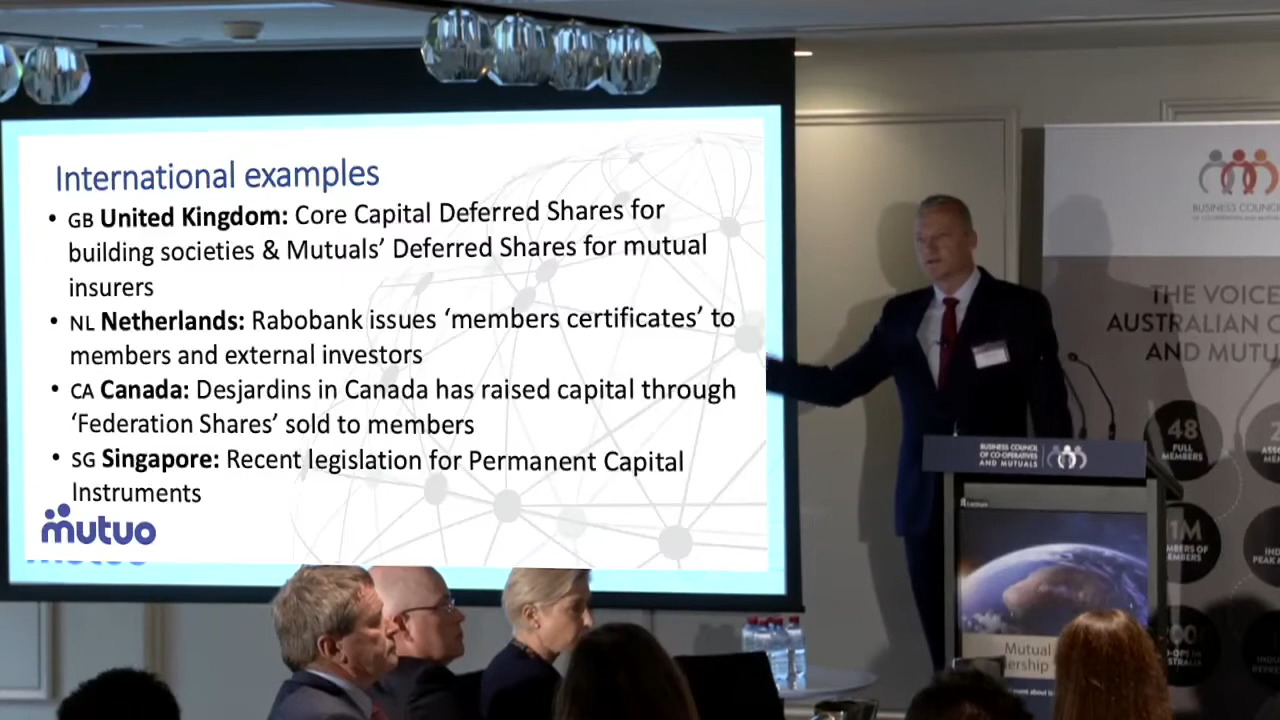 International examples
• GB United Kingdom: Core Capital Deferred Shares for
building societies & Mutuals’ Deferred Shares for mutual
insurers
• NL Netherlands: Rabobank issues ‘members certificates’ to
members and external investors
• CA Canada: Desjardins in Canada has raised capital through
‘Federation Shares’ sold to members
• SG Singapore: Recent legislation for Permanent Capital
Instruments
mutuo
BUSINESS COUNCIL
OF CO-OPERATIVES AND
THE VOICE
AUSTRALIAN
AND
48
FULL
MEMBERS
1M
MEMBERS OF
MEMBERS
BUSINESS COUNCIL
OF CO-OPERATIVES
AND MUTUALS
Lectrum
Mutual